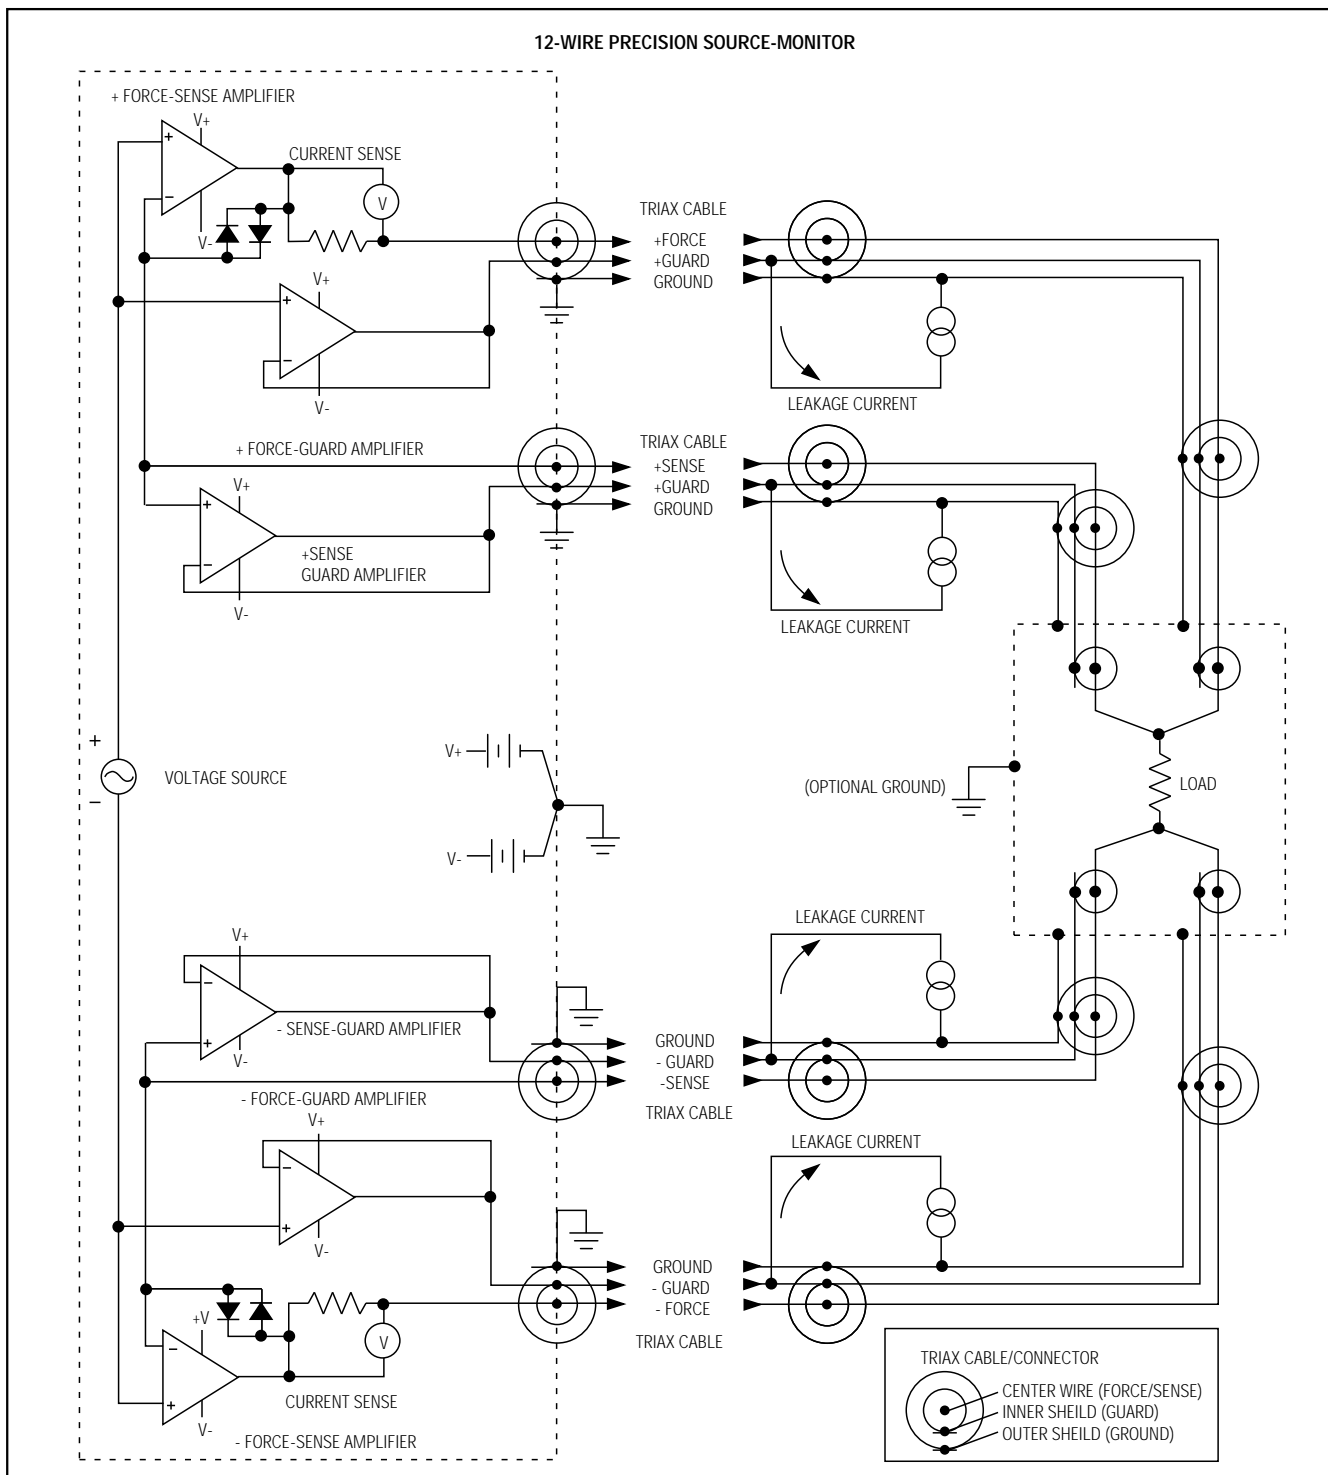 12-WIRE PRECISION SOURCE-MONITOR
+ FORCE-SENSE AMPLIFIER
V+
+
CURRENT SENSE
−
V
V-
TRIAX CABLE
+FORCE
+GUARD
GROUND
V+
+
−
V-
LEAKAGE CURRENT
+ FORCE-GUARD AMPLIFIER
TRIAX CABLE
+SENSE
+GUARD
GROUND
V+
+
−
+SENSE
GUARD AMPLIFIER
V-
LEAKAGE CURRENT
+
−
VOLTAGE SOURCE
V+
V-
(OPTIONAL GROUND)
LOAD
LEAKAGE CURRENT
V+
−
+
- SENSE-GUARD AMPLIFIER
V-
GROUND
- GUARD
-SENSE
TRIAX CABLE
- FORCE-GUARD AMPLIFIER
V+
−
+
V-
LEAKAGE CURRENT
GROUND
- GUARD
- FORCE
TRIAX CABLE
+V
−
+
V
V-
CURRENT SENSE
- FORCE-SENSE AMPLIFIER
TRIAX CABLE/CONNECTOR
CENTER WIRE (FORCE/SENSE)
INNER SHEILD (GUARD)
OUTER SHEILD (GROUND)